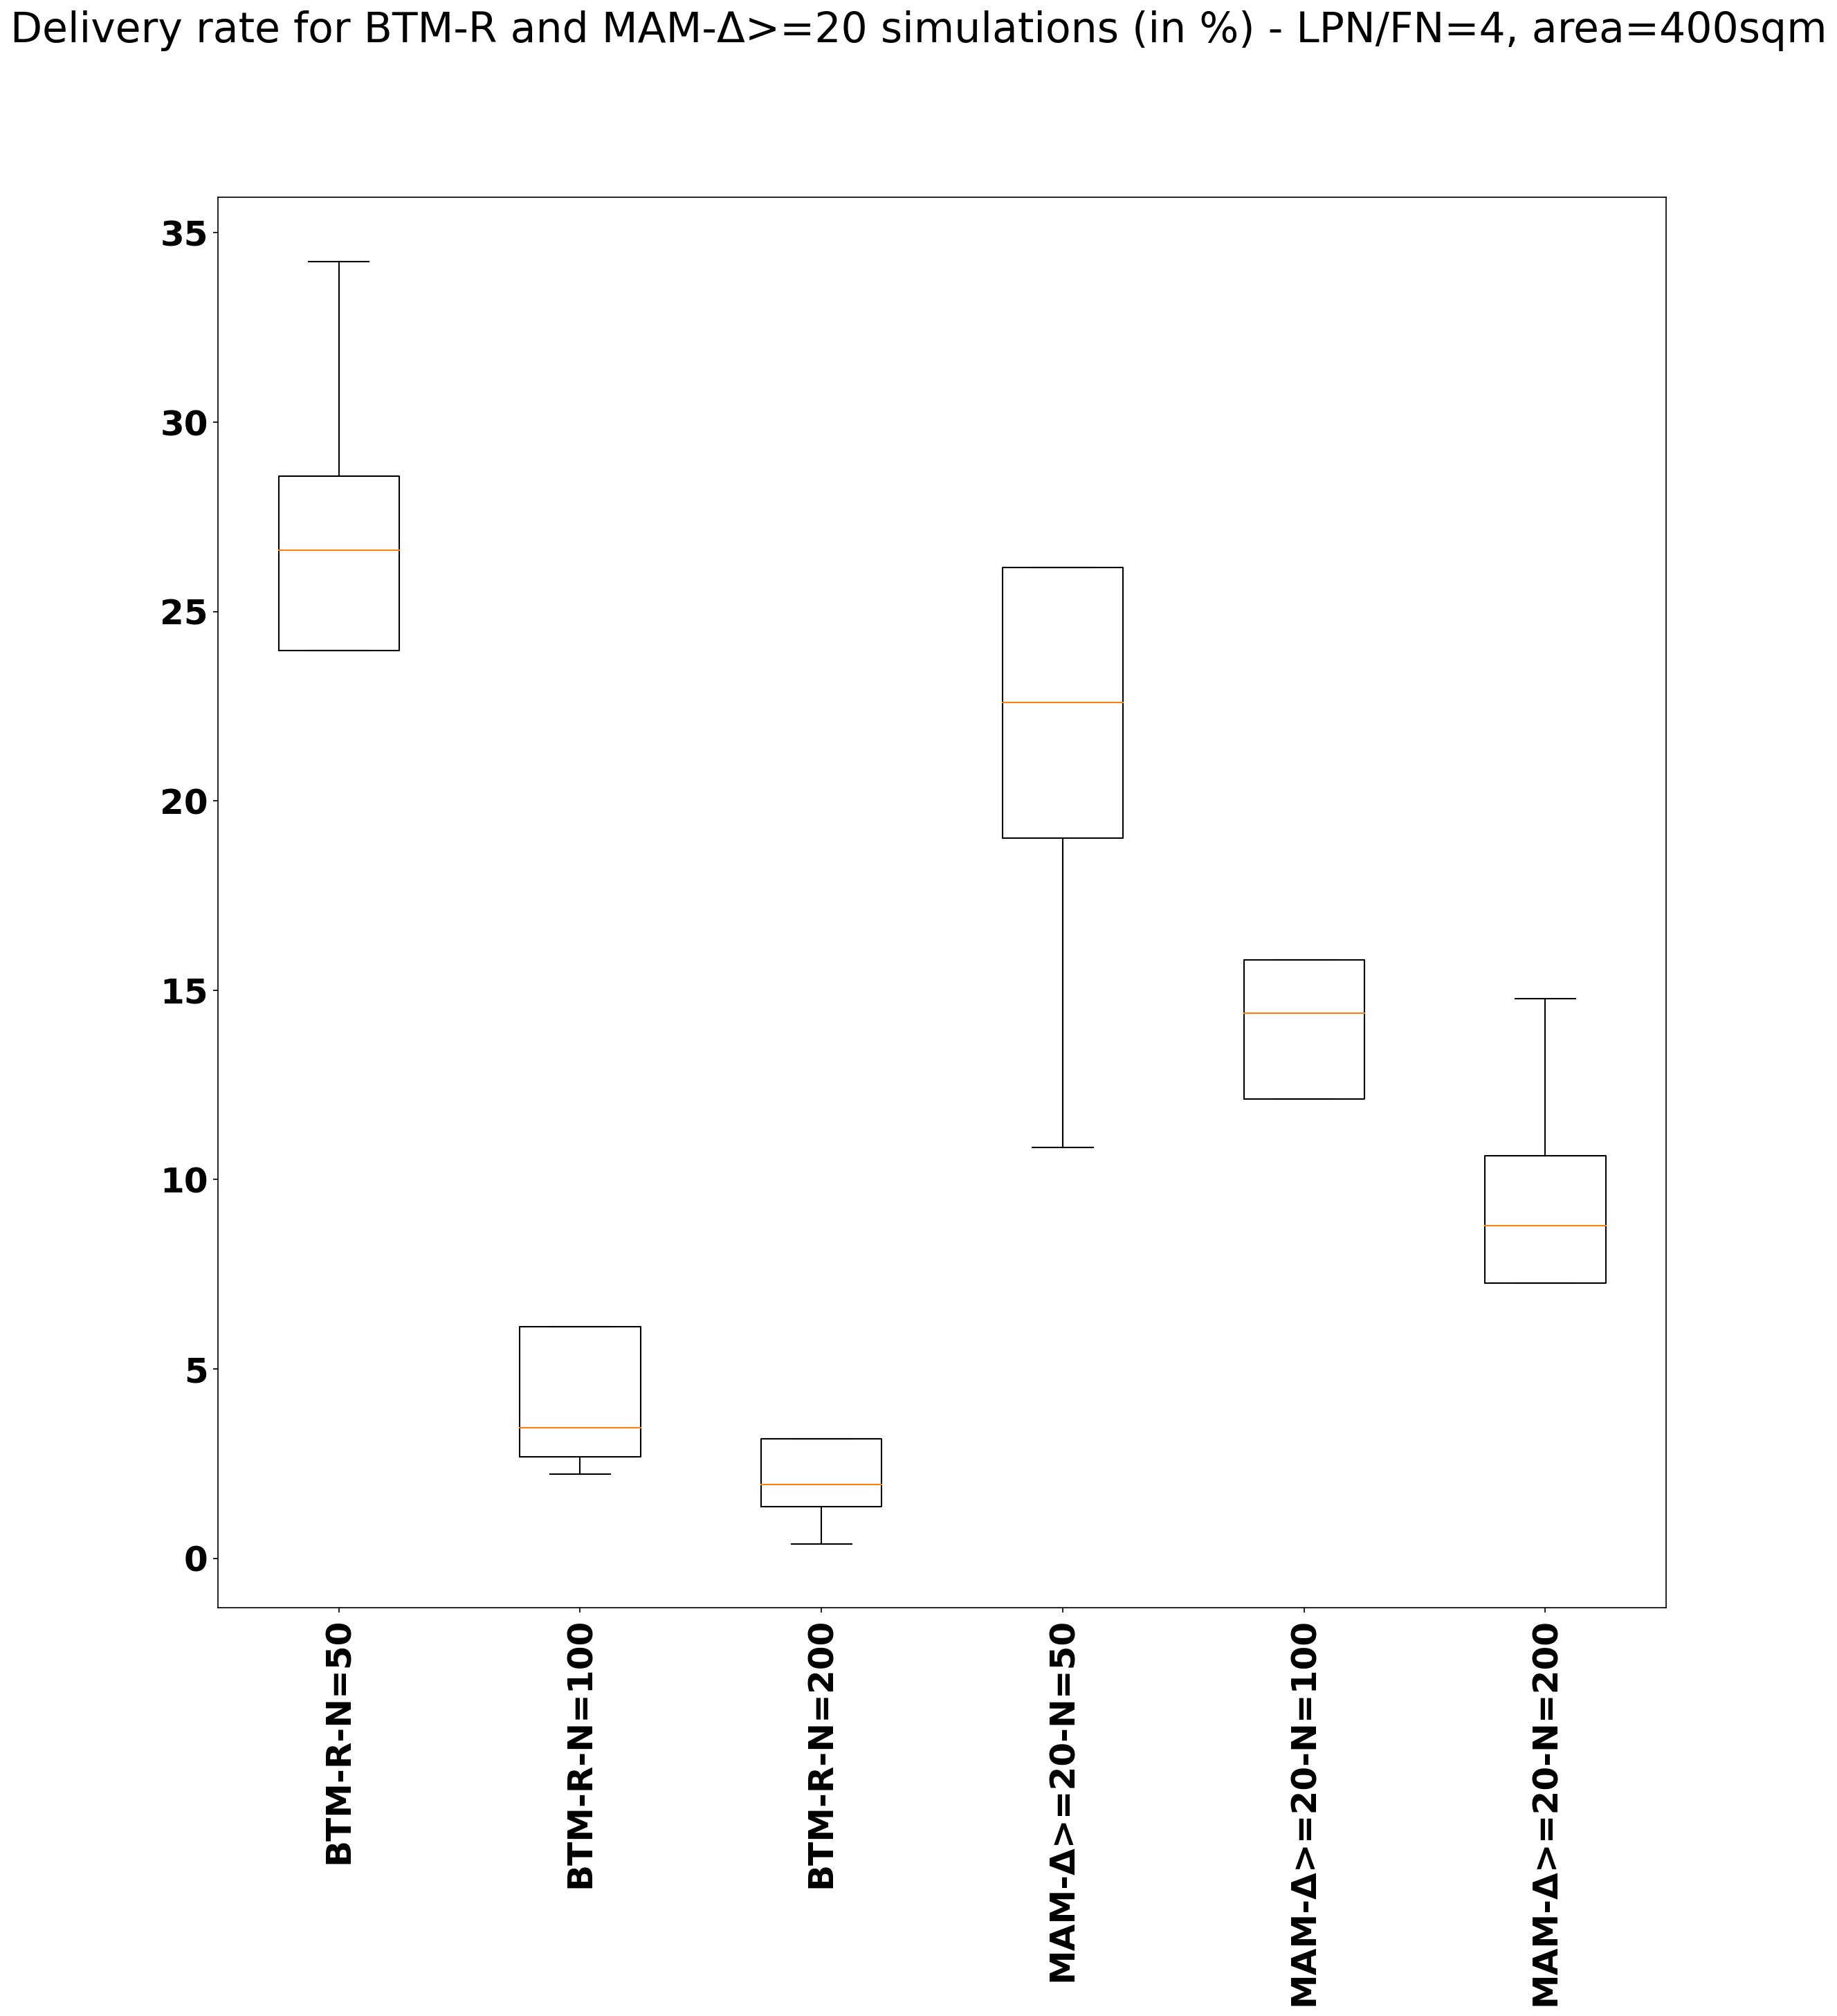 Delivery rate for BTM-R and MAM-Δ>=20 simulations (in %) - LPN/FN=4, area=400sqm
35
30
25
20
15
10
5
0
BTM-R-N=50
BTM-R-N=100
BTM-R-N=200
MAM-Δ>=20-N=50
MAM-Δ>=20-N=100
MAM-Δ>=20-N=200